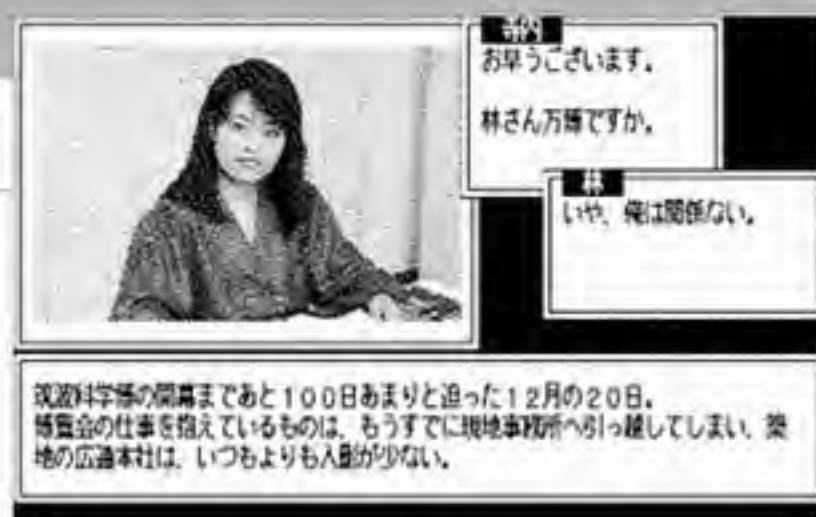 寺内
お早うございます。
林さん万博ですか。
林
いや、俺は関係ない。
筑波科学博の開幕まであと100日あまりと迫った12月の20日。
博覧会の仕事を抱えているものは、もうすでに現地事務所へ引っ越してしまい、築
地の広通本社は、いつもよりも人影が少ない。